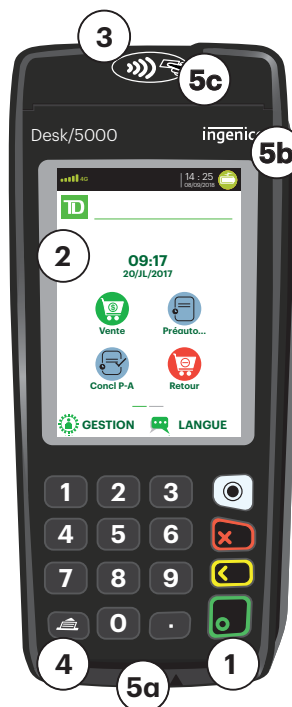 3
5c
Desk/5000
ingenico
5b
4G
14 : 25
08/09/2018
TD
2
09:17
20/JL/2017
Vente
Préauto...
Concl P-A
Retour
GESTION
LANGUE
1 2 3
4 5 6
7 8 9
0 .
4
5a
1